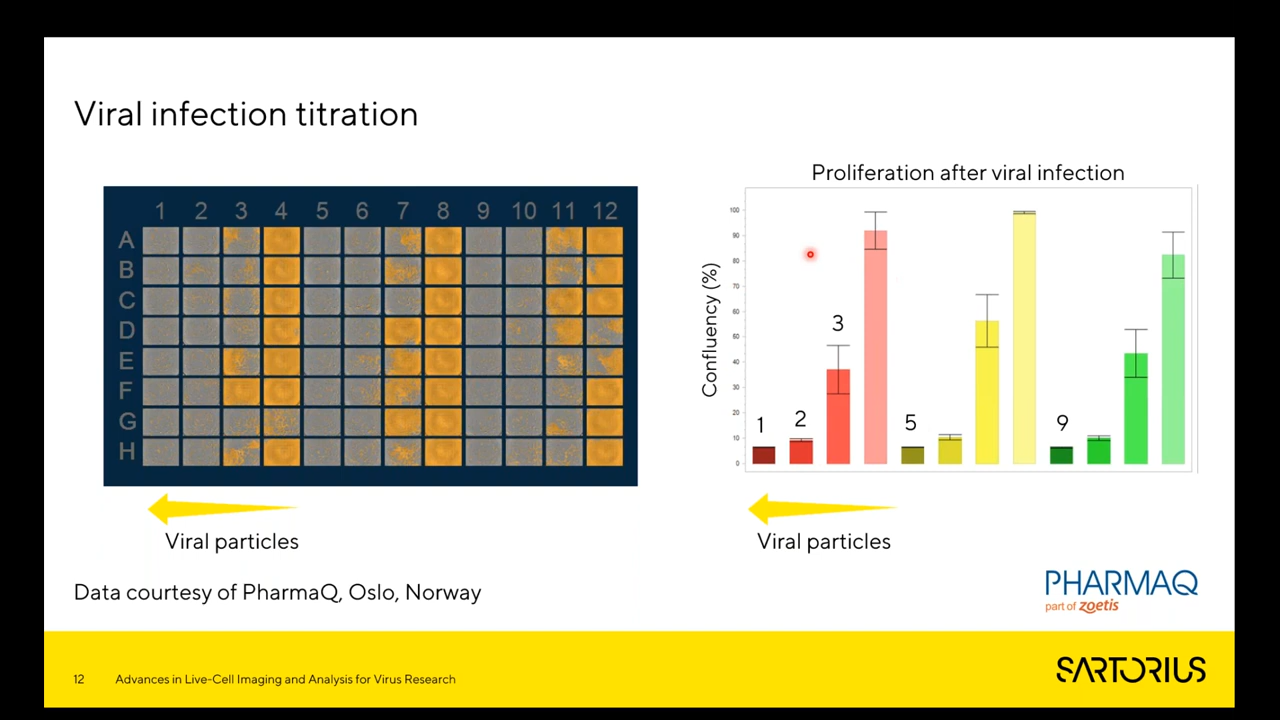 Viral infection titration
1 2 3 4 5 6 7 8 9 10 11 12
A
B
C
D
E
F
G
H
Viral particles
Proliferation after viral infection
Confluency (%)
100
90
80
70
60
50
40
30
20
10
0
1
2
3
5
9
Viral particles
Data courtesy of PharmaQ, Oslo, Norway
PHARMAQ
part of zoetis
12 Advances in Live-Cell Imaging and Analysis for Virus Research
SARTORIUS